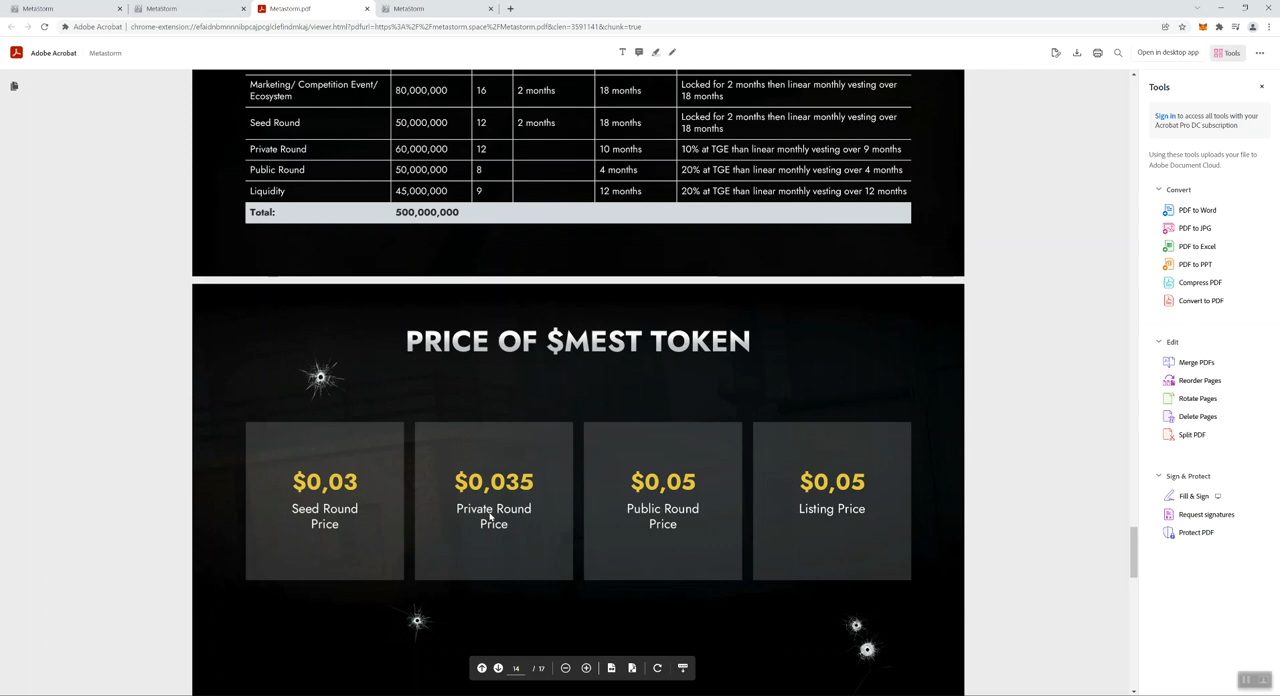 MetaStorm
MetaStorm
Metastorm.pdf
MetaStorm
Adobe Acrobat | chrome-extension://efaidnbmnnnibpcajpcglclefindmkaj/viewer.html?pdfurl=https%3A%2F%2Fmetastorm.space%2FMetastorm.pdf&clen=3591141&chunk=true
Adobe Acrobat
Metastorm
Open in desktop app
Tools
Marketing/ Competition Event/ Ecosystem 80,000,000 16 2 months 18 months Locked for 2 months then linear monthly vesting over 18 months
Seed Round 50,000,000 12 2 months 18 months Locked for 2 months then linear monthly vesting over 18 months
Private Round 60,000,000 12 10 months 10% at TGE than linear monthly vesting over 9 months
Public Round 50,000,000 8 4 months 20% at TGE than linear monthly vesting over 4 months
Liquidity 45,000,000 9 12 months 20% at TGE than linear monthly vesting over 12 months
Total: 500,000,000
PRICE OF $MEST TOKEN
$0,03
Seed Round
Price
$0,035
Private Round
Price
$0,05
Public Round
Price
$0,05
Listing Price
14 / 17
Tools
Sign in to access all tools with your
Acrobat Pro DC subscription
Using these tools uploads your file to
Adobe Document Cloud.
Convert
PDF to Word
PDF to JPG
PDF to Excel
PDF to PPT
Compress PDF
Convert to PDF
Edit
Merge PDFs
Reorder Pages
Rotate Pages
Delete Pages
Split PDF
Sign & Protect
Fill & Sign
Request signatures
Protect PDF